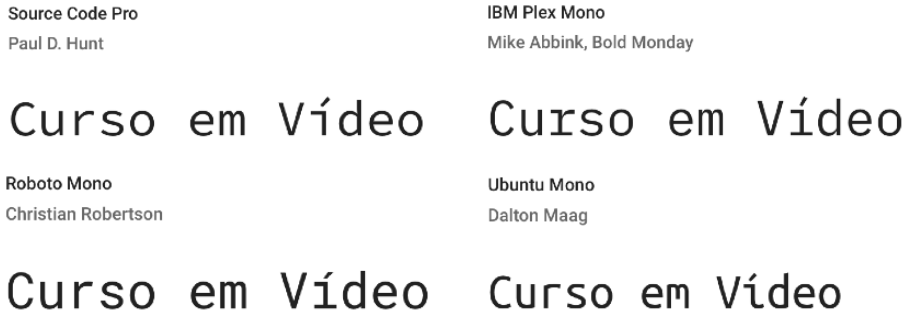 Source Code Pro
Paul D. Hunt
Curso em Vídeo
IBM Plex Mono
Mike Abbink, Bold Monday
Curso em Vídeo
Roboto Mono
Christian Robertson
Curso em Vídeo
Ubuntu Mono
Dalton Maag
Curso em Vídeo